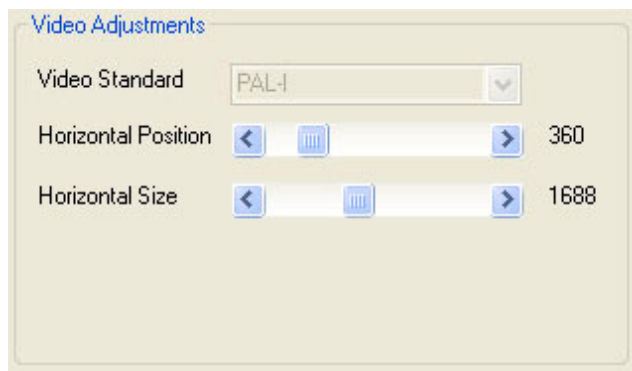 Video Adjustments
Video Standard PAL-I
Horizontal Position 360
Horizontal Size 1688